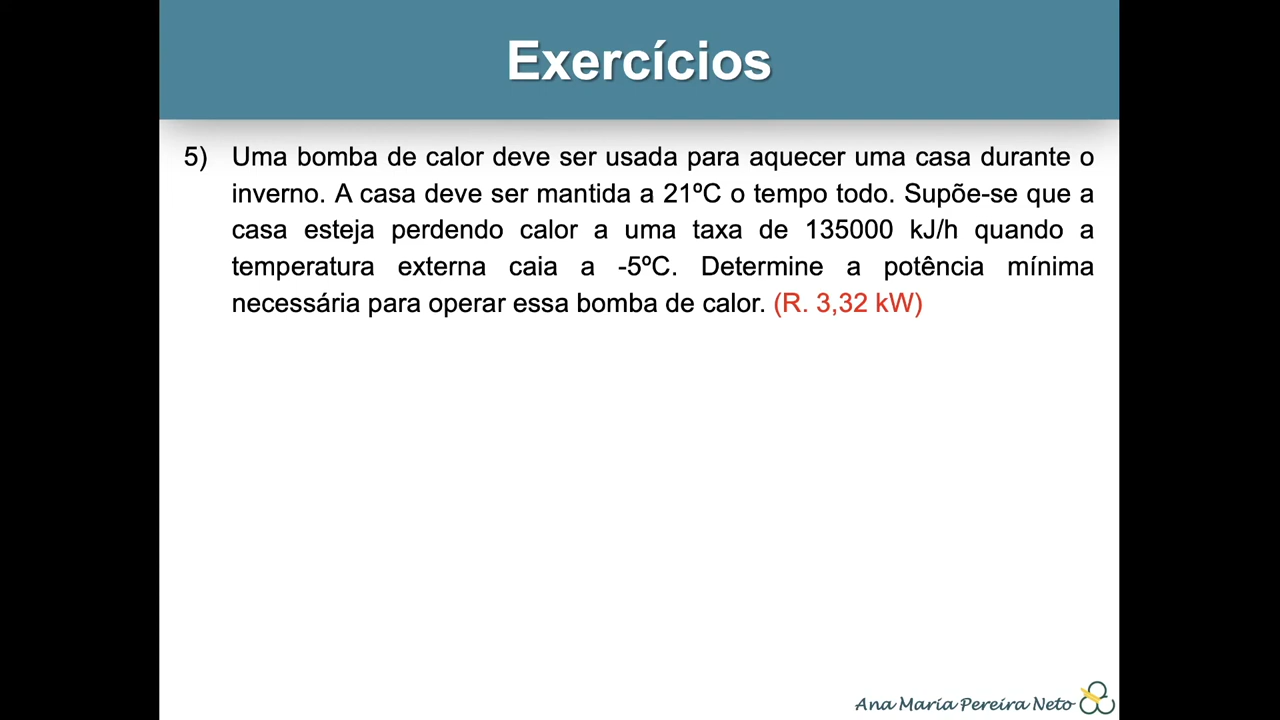 Exercícios
5) Uma bomba de calor deve ser usada para aquecer uma casa durante o
inverno. A casa deve ser mantida a 21ºC o tempo todo. Supõe-se que a
casa esteja perdendo calor a uma taxa de 135000 kJ/h quando a
temperatura externa caia a -5ºC. Determine a potência mínima
necessária para operar essa bomba de calor. (R. 3,32 kW)
Ana Maria Pereira Neto